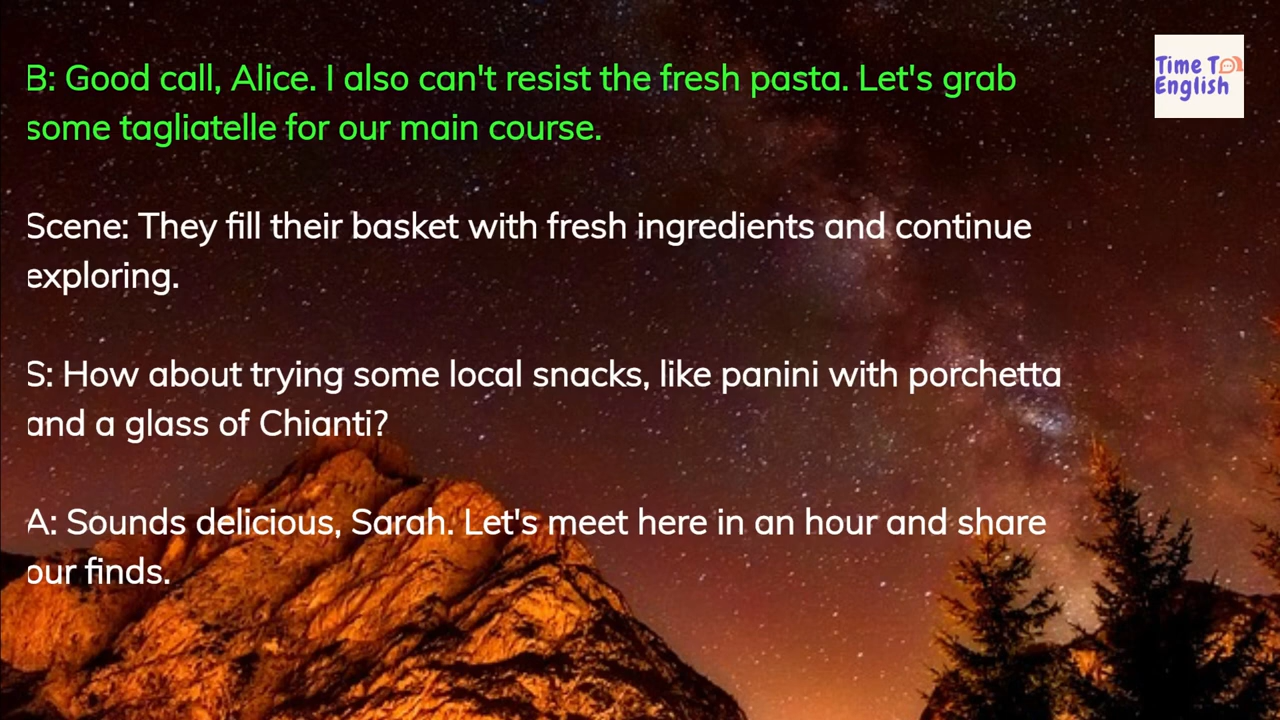 B: Good call, Alice. I also can't resist the fresh pasta. Let's grab
some tagliatelle for our main course.
Scene: They fill their basket with fresh ingredients and continue
exploring.
S: How about trying some local snacks, like panini with porchetta
and a glass of Chianti?
A: Sounds delicious, Sarah. Let's meet here in an hour and share
our finds.
Time To
English